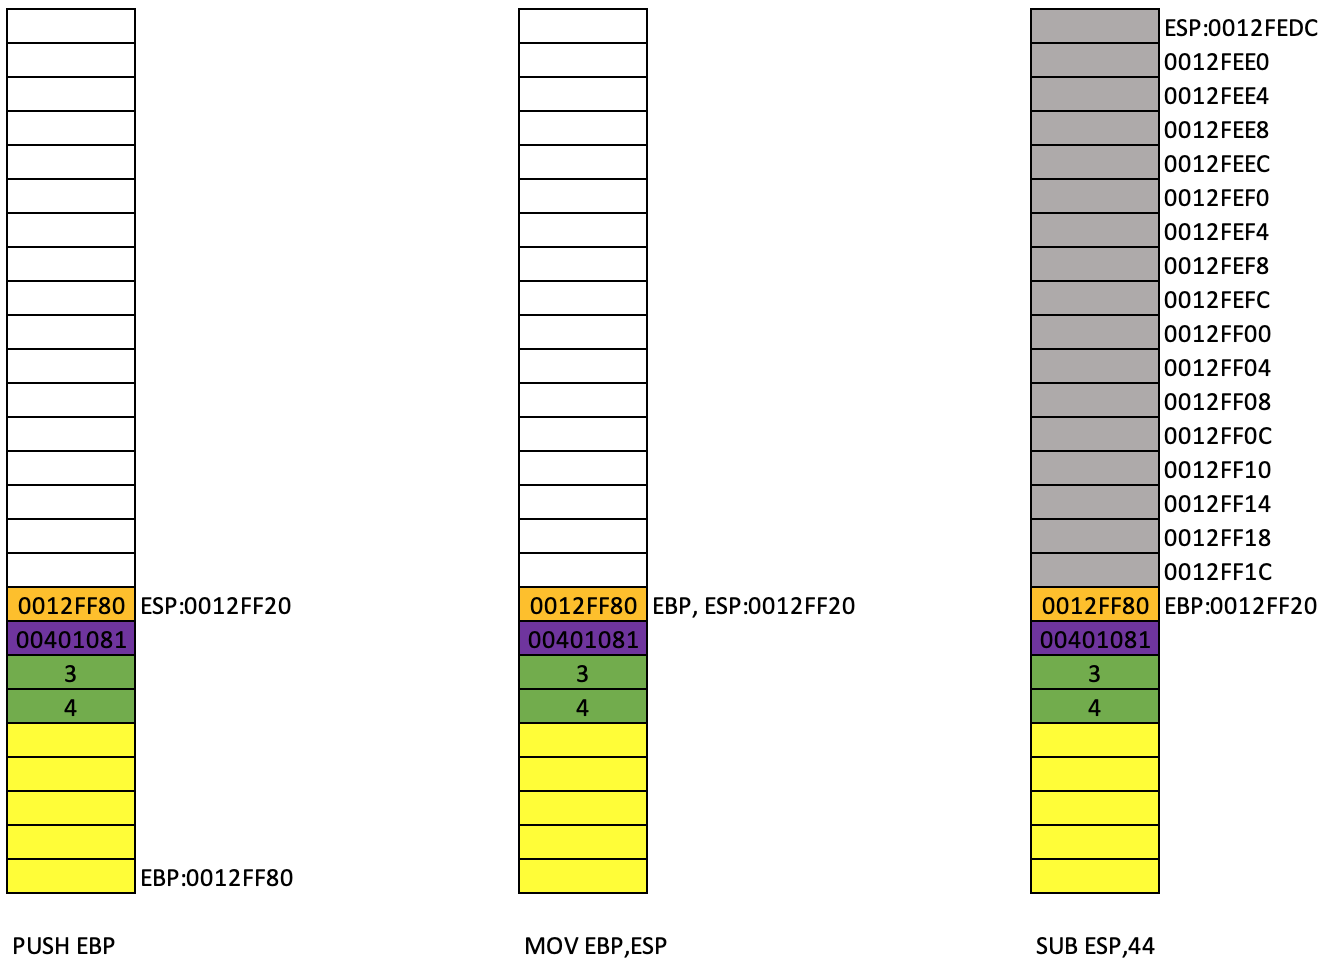 ESP:0012FEDC
0012FEE0
0012FEE4
0012FEE8
0012FEEC
0012FEF0
0012FEF4
0012FEF8
0012FEFC
0012FF00
0012FF04
0012FF08
0012FF0C
0012FF10
0012FF14
0012FF18
0012FF1C
0012FF80 ESP:0012FF20 0012FF80 EBP, ESP:0012FF20 0012FF80 EBP:0012FF20
00401081 00401081 00401081
3 3 3
4 4 4
EBP:0012FF80
PUSH EBP MOV EBP,ESP SUB ESP,44